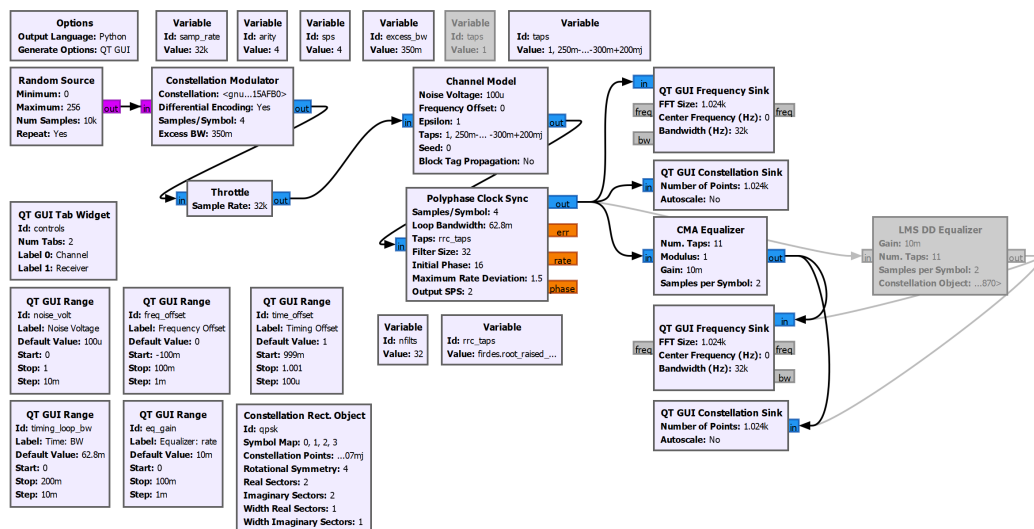 Options
Output Language: Python
Generate Options: QT GUI
Variable
Id: samp_rate
Value: 32k
Variable
Id: arity
Value: 4
Variable
Id: sps
Value: 4
Variable
Id: excess_bw
Value: 350m
Variable
Id: taps
Value: 1
Variable
Id: taps
Value: 1, 250m-...-300m+200mj
Random Source
Minimum: 0
Maximum: 256
Num Samples: 10k
Repeat: Yes
out
in
Constellation Modulator
Constellation: <gnu...15AFB0>
Differential Encoding: Yes
Samples/Symbol: 4
Excess BW: 350m
out
in
Channel Model
Noise Voltage: 100u
Frequency Offset: 0
Epsilon: 1
Taps: 1, 250m-... -300m+200mj
Seed: 0
Block Tag Propagation: No
out
in
freq
bw
QT GUI Frequency Sink
FFT Size: 1.024k
Center Frequency (Hz): 0
Bandwidth (Hz): 32k
freq
in
Throttle
Sample Rate: 32k
out
in
QT GUI Constellation Sink
Number of Points: 1.024k
Autoscale: No
in
Polyphase Clock Sync
Samples/Symbol: 4
Loop Bandwidth: 62.8m
Taps: rrc_taps
Filter Size: 32
Initial Phase: 16
Maximum Rate Deviation: 1.5
Output SPS: 2
out
err
rate
phase
in
CMA Equalizer
Num. Taps: 11
Modulus: 1
Gain: 10m
Samples per Symbol: 2
out
in
LMS DD Equalizer
Gain: 10m
Num. Taps: 11
Samples per Symbol: 2
Constellation Object: ...870>
out
QT GUI Tab Widget
Id: controls
Num Tabs: 2
Label 0: Channel
Label 1: Receiver
QT GUI Range
Id: noise_volt
Label: Noise Voltage
Default Value: 100u
Start: 0
Stop: 1
Step: 10m
QT GUI Range
Id: freq_offset
Label: Frequency Offset
Default Value: 0
Start: -100m
Stop: 100m
Step: 1m
QT GUI Range
Id: time_offset
Label: Timing Offset
Default Value: 1
Start: 999m
Stop: 1.001
Step: 100u
Variable
Id: nfilts
Value: 32
Variable
Id: rrc_taps
Value: firdes.root_raised_...
freq
QT GUI Frequency Sink
FFT Size: 1.024k
Center Frequency (Hz): 0
Bandwidth (Hz): 32k
in
freq
bw
QT GUI Range
Id: timing_loop_bw
Label: Time: BW
Default Value: 62.8m
Start: 0
Stop: 200m
Step: 10m
QT GUI Range
Id: eq_gain
Label: Equalizer: rate
Default Value: 10m
Start: 0
Stop: 100m
Step: 1m
Constellation Rect. Object
Id: qpsk
Symbol Map: 0, 1, 2, 3
Constellation Points: ...07mj
Rotational Symmetry: 4
Real Sectors: 2
Imaginary Sectors: 2
Width Real Sectors: 1
Width Imaginary Sectors: 1
QT GUI Constellation Sink
Number of Points: 1.024k
Autoscale: No
in